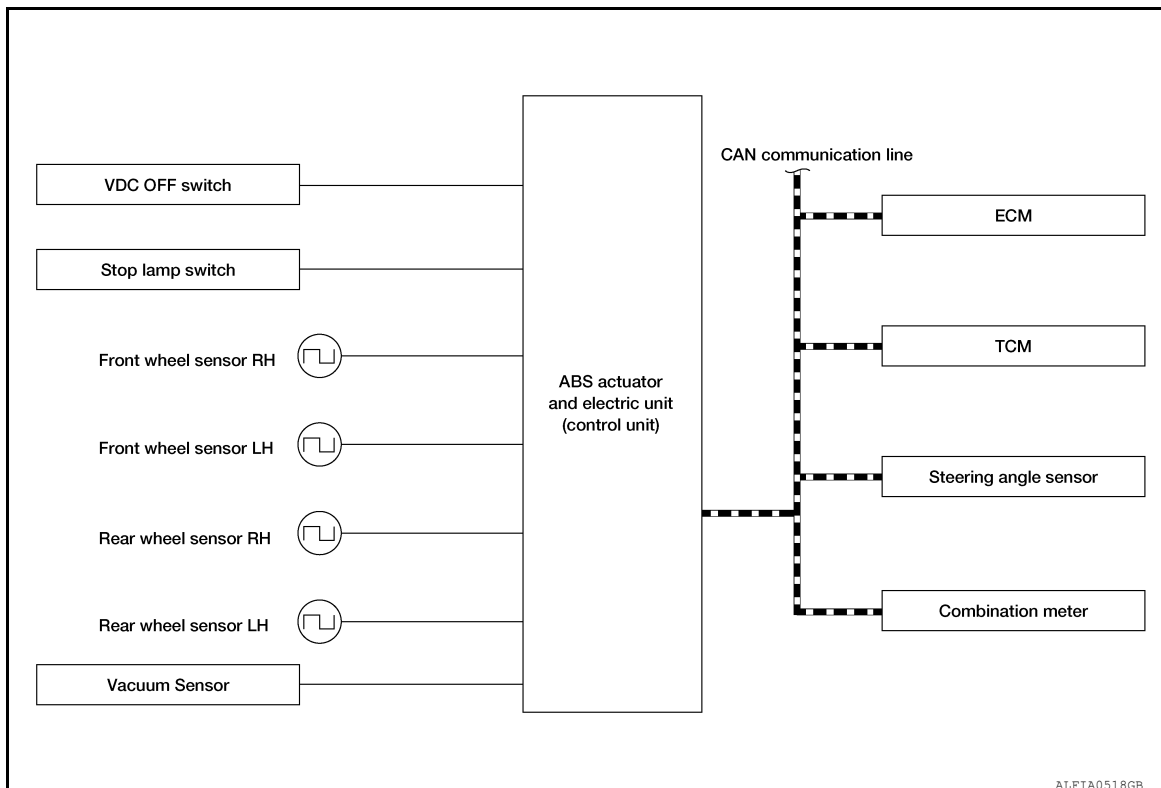 VDC OFF switch
Stop lamp switch
Front wheel sensor RH
Front wheel sensor LH
Rear wheel sensor RH
Rear wheel sensor LH
Vacuum Sensor
ABS actuator
and electric unit
(control unit)
CAN communication line
ECM
TCM
Steering angle sensor
Combination meter
ALFIA0518GB